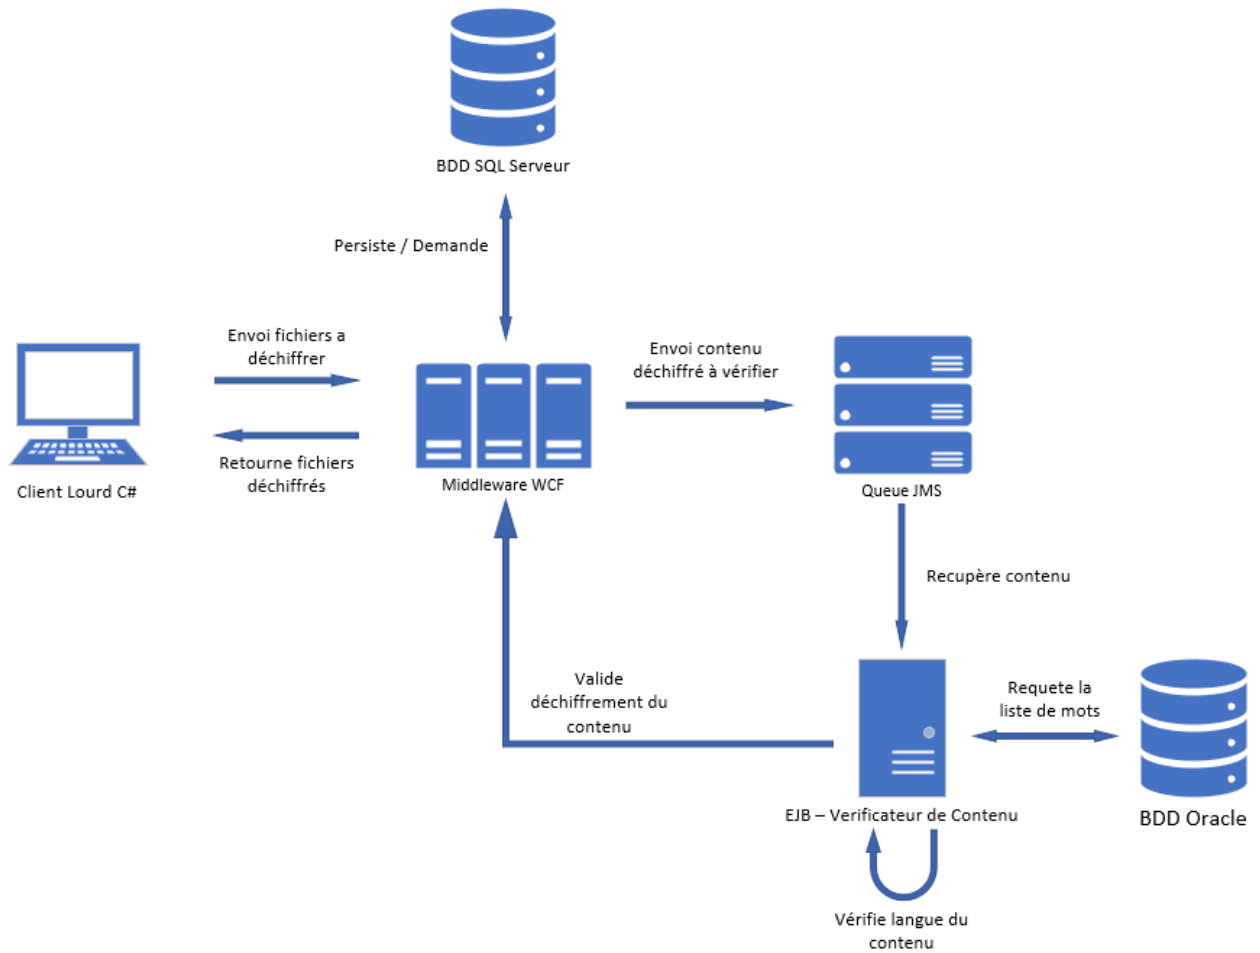 BDD SQL Serveur
Persiste / Demande
Envoi fichiers a
déchiffrer
Envoi contenu
déchiffré à vérifier
Retourne fichiers
déchiffrés
Client Lourd C#
Middleware WCF
Queue JMS
Recupère contenu
Valide
déchiffrement du
contenu
Requete la
liste de mots
EJB – Verificateur de Contenu
BDD Oracle
Vérifie langue du
contenu